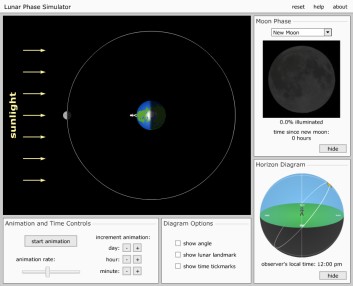 Lunar Phase Simulator
reset help about
sunlight
Moon Phase
New Moon
0.0% illuminated
time since new moon:
0 hours
hide
Horizon Diagram
observer's local time: 12:00 pm
hide
Animation and Time Controls
start animation
animation rate:
increment animation:
day: - +
hour: - +
minute: - +
Diagram Options
show angle
show lunar landmark
show time tickmarks